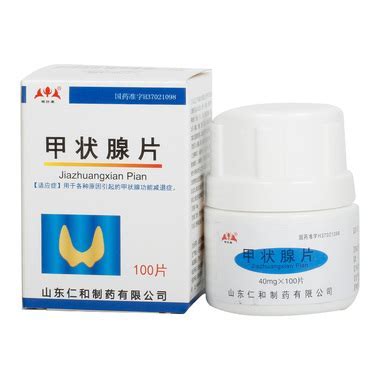 国药准字H37021098
甲状腺片
Jiazhuangxian Pian
【适应症】用于各种原因引起的甲状腺功能减退症。
100片
山东仁和制药有限公司
国药准字H37021098
甲状腺片
Jiazhuangxian Pian
40mg×100片
山东仁和制药有限公司